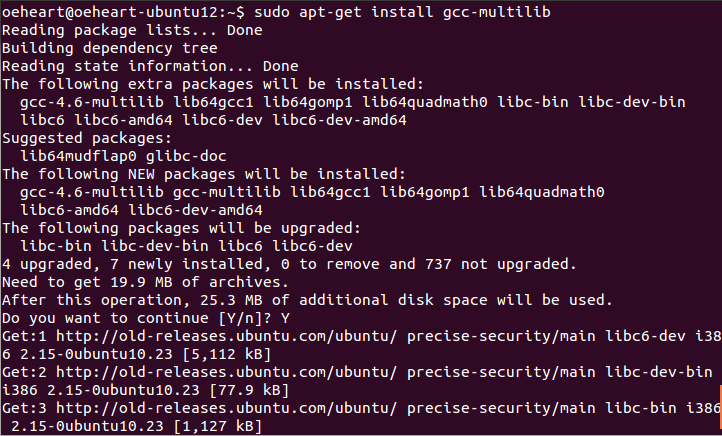 oeheart@oeheart-ubuntu12:~$ sudo apt-get install gcc-multilib
Reading package lists... Done
Building dependency tree
Reading state information... Done
The following extra packages will be installed:
  gcc-4.6-multilib lib64gcc1 lib64gomp1 lib64quadmath0 libc-bin libc-dev-bin
  libc6 libc6-amd64 libc6-dev libc6-dev-amd64
Suggested packages:
  lib64mudflap0 glibc-doc
The following NEW packages will be installed:
  gcc-4.6-multilib gcc-multilib lib64gcc1 lib64gomp1 lib64quadmath0
  libc6-amd64 libc6-dev-amd64
The following packages will be upgraded:
  libc-bin libc-dev-bin libc6 libc6-dev
4 upgraded, 7 newly installed, 0 to remove and 737 not upgraded.
Need to get 19.9 MB of archives.
After this operation, 25.3 MB of additional disk space will be used.
Do you want to continue [Y/n]? Y
Get:1 http://old-releases.ubuntu.com/ubuntu/ precise-security/main libc6-dev i38
6 2.15-0ubuntu10.23 [5,112 kB]
Get:2 http://old-releases.ubuntu.com/ubuntu/ precise-security/main libc-dev-bin
i386 2.15-0ubuntu10.23 [77.9 kB]
Get:3 http://old-releases.ubuntu.com/ubuntu/ precise-security/main libc-bin i386
 2.15-0ubuntu10.23 [1,127 kB]